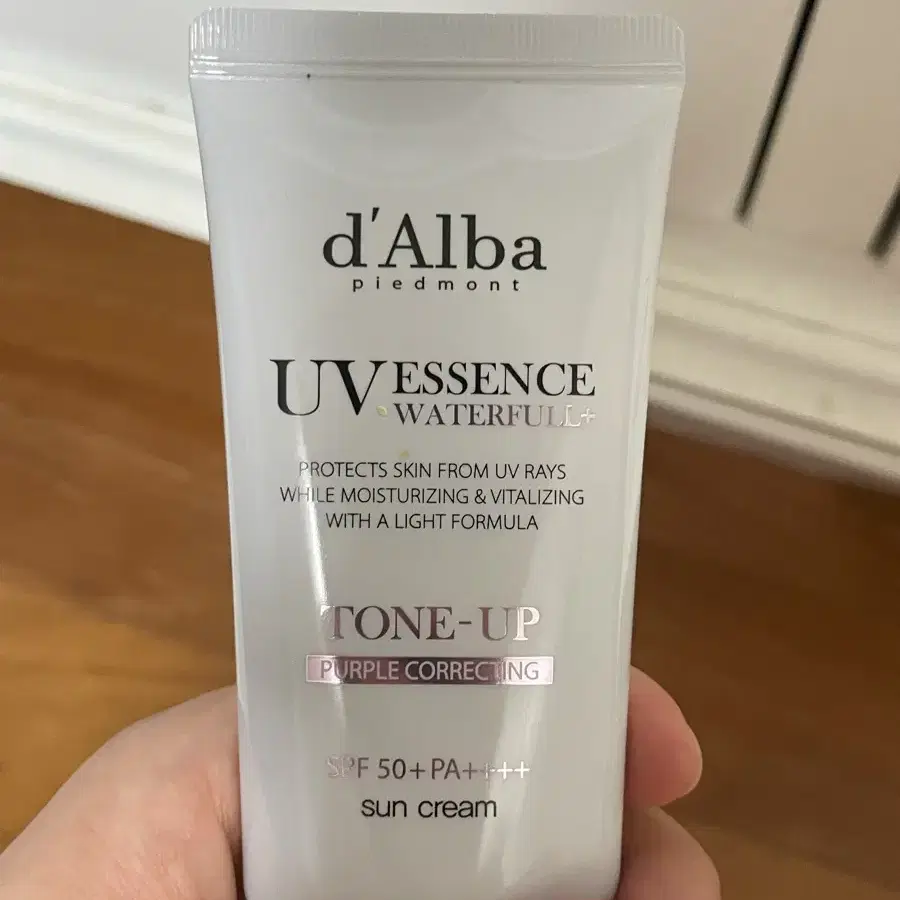 d'Alba
piedmont
UV ESSENCE
WATERFULL+
PROTECTS SKIN FROM UV RAYS
WHILE MOISTURIZING & VITALIZING
WITH A LIGHT FORMULA
TONE-UP
PURPLE CORRECTING
SPF 50+PA++++
sun cream